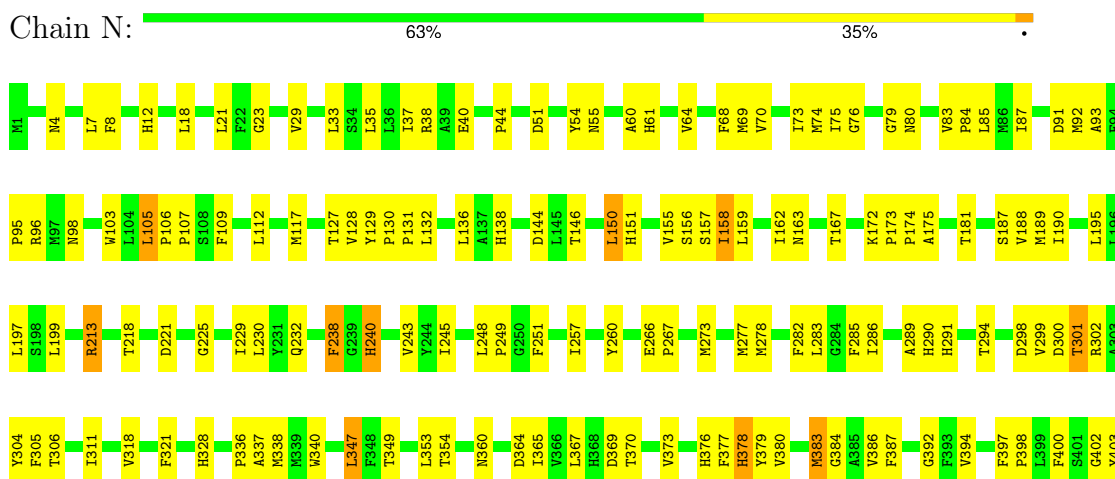 Chain N:
63% 35% •
M1 N4 L7 F8 H12 L18 L21 F22 G23 V29 L33 S34 L35 L36 I37 R38 A39 E40 P44 D51 Y54 N55 A60 H61 V64 F68 M69 V70 I73 M74 I75 G76 G79 N80 V83 P84 L85 M86 I87 D91 M92 A93 F94
P95 R96 M97 N98 W103 L104 L105 P106 P107 S108 F109 L112 M117 T127 V128 Y129 P130 P131 L132 L136 A137 H138 D144 L145 T146 L150 H151 V155 S156 S157 I158 L159 I162 N163 T167 K172 P173 P174 A175 T181 S187 V188 M189 I190 L195 L196
L197 S198 L199 R213 T218 D221 G225 I229 L230 Y231 Q232 F238 G239 H240 V243 Y244 I245 L248 P249 G250 F251 I257 Y260 E266 P267 M273 M277 M278 F282 L283 G284 F285 I286 A289 H290 H291 T294 D298 V299 D300 T301 R302 A303
Y304 F305 T306 I311 V318 F321 H328 P336 A337 M338 M339 W340 L347 F348 T349 L353 N360 D364 I365 V366 L367 H368 D369 T370 V373 H376 F377 H378 Y379 V380 M383 G384 A385 V386 F387 G392 F393 V394 F397 P398 L399 F400 S401 G402 Y403